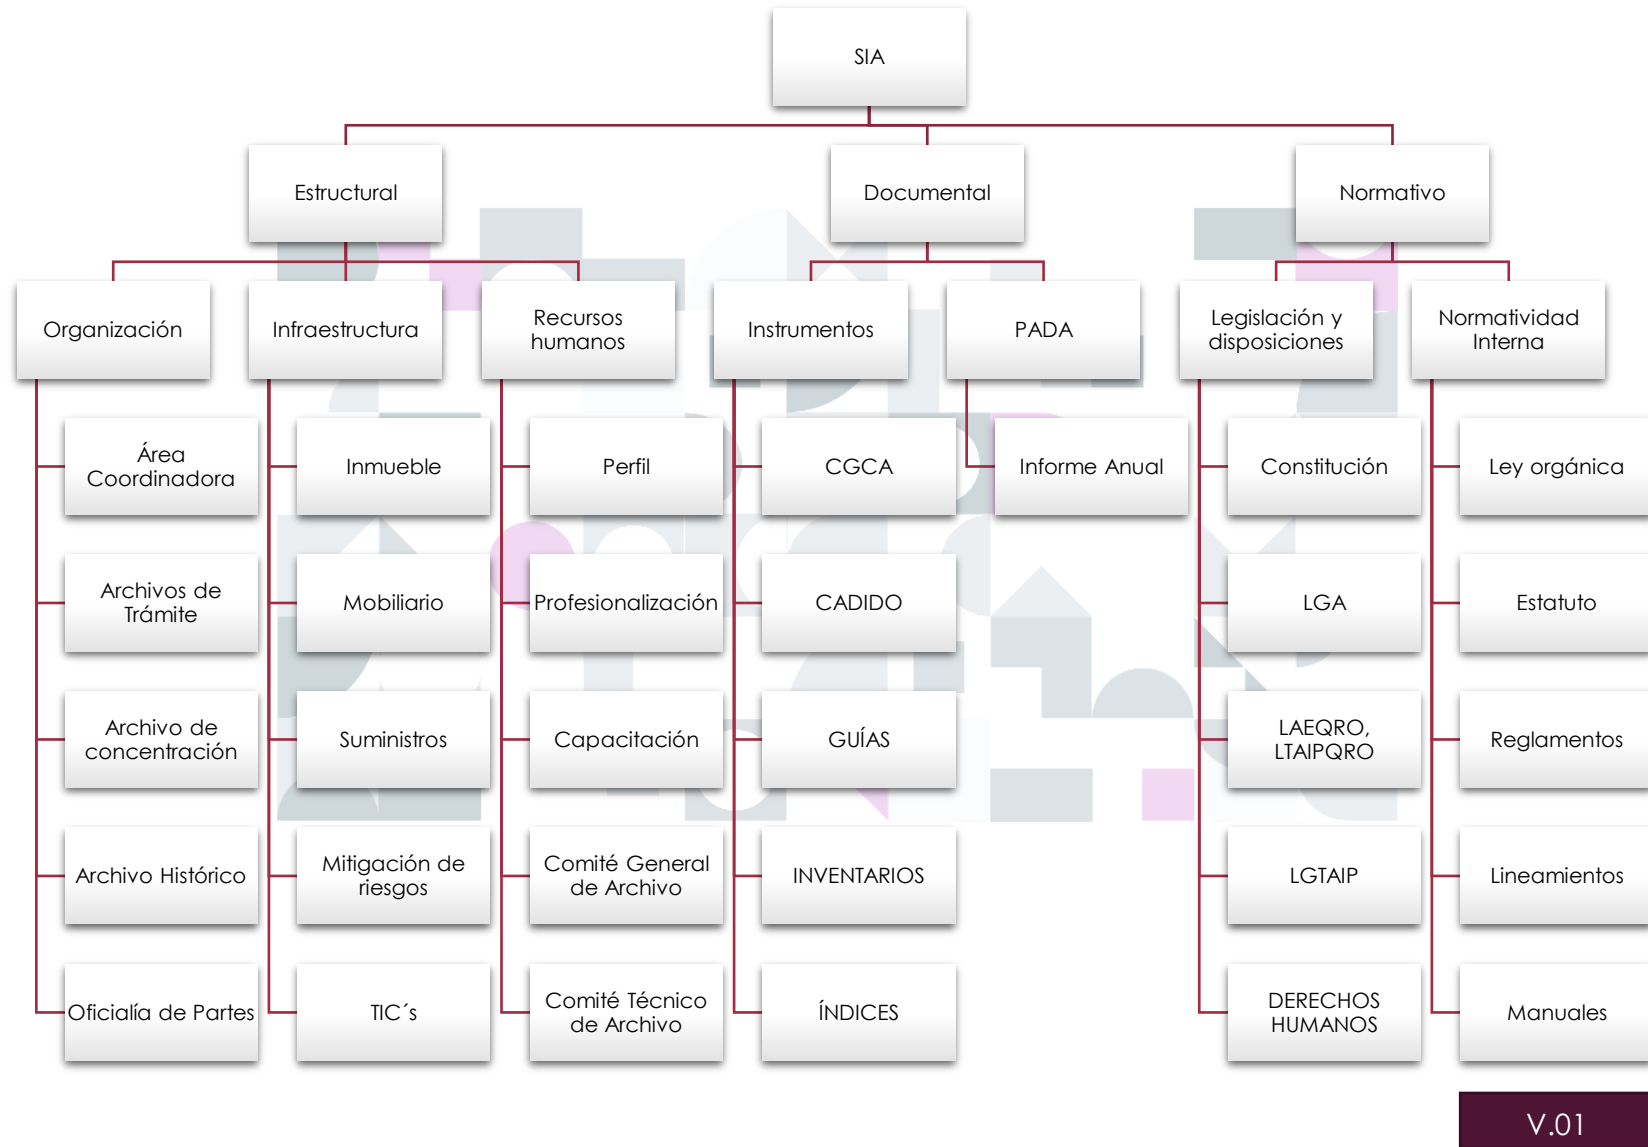 SIA
Estructural
Documental
Normativo
Organización
Infraestructura
Recursos
humanos
Instrumentos
PADA
Legislación y
disposiciones
Normatividad
Interna
Área
Coordinadora
Inmueble
Perfil
CGCA
Informe Anual
Constitución
Ley orgánica
Archivos de
Trámite
Mobiliario
Profesionalización
CADIDO
LGA
Estatuto
Archivo de
concentración
Suministros
Capacitación
GUÍAS
LAEQRO,
LTAIPQRO
Reglamentos
Archivo Histórico
Mitigación de
riesgos
Comité General
de Archivo
INVENTARIOS
LGTAIP
Lineamientos
Oficialía de Partes
TIC´s
Comité Técnico
de Archivo
ÍNDICES
DERECHOS
HUMANOS
Manuales
V.01